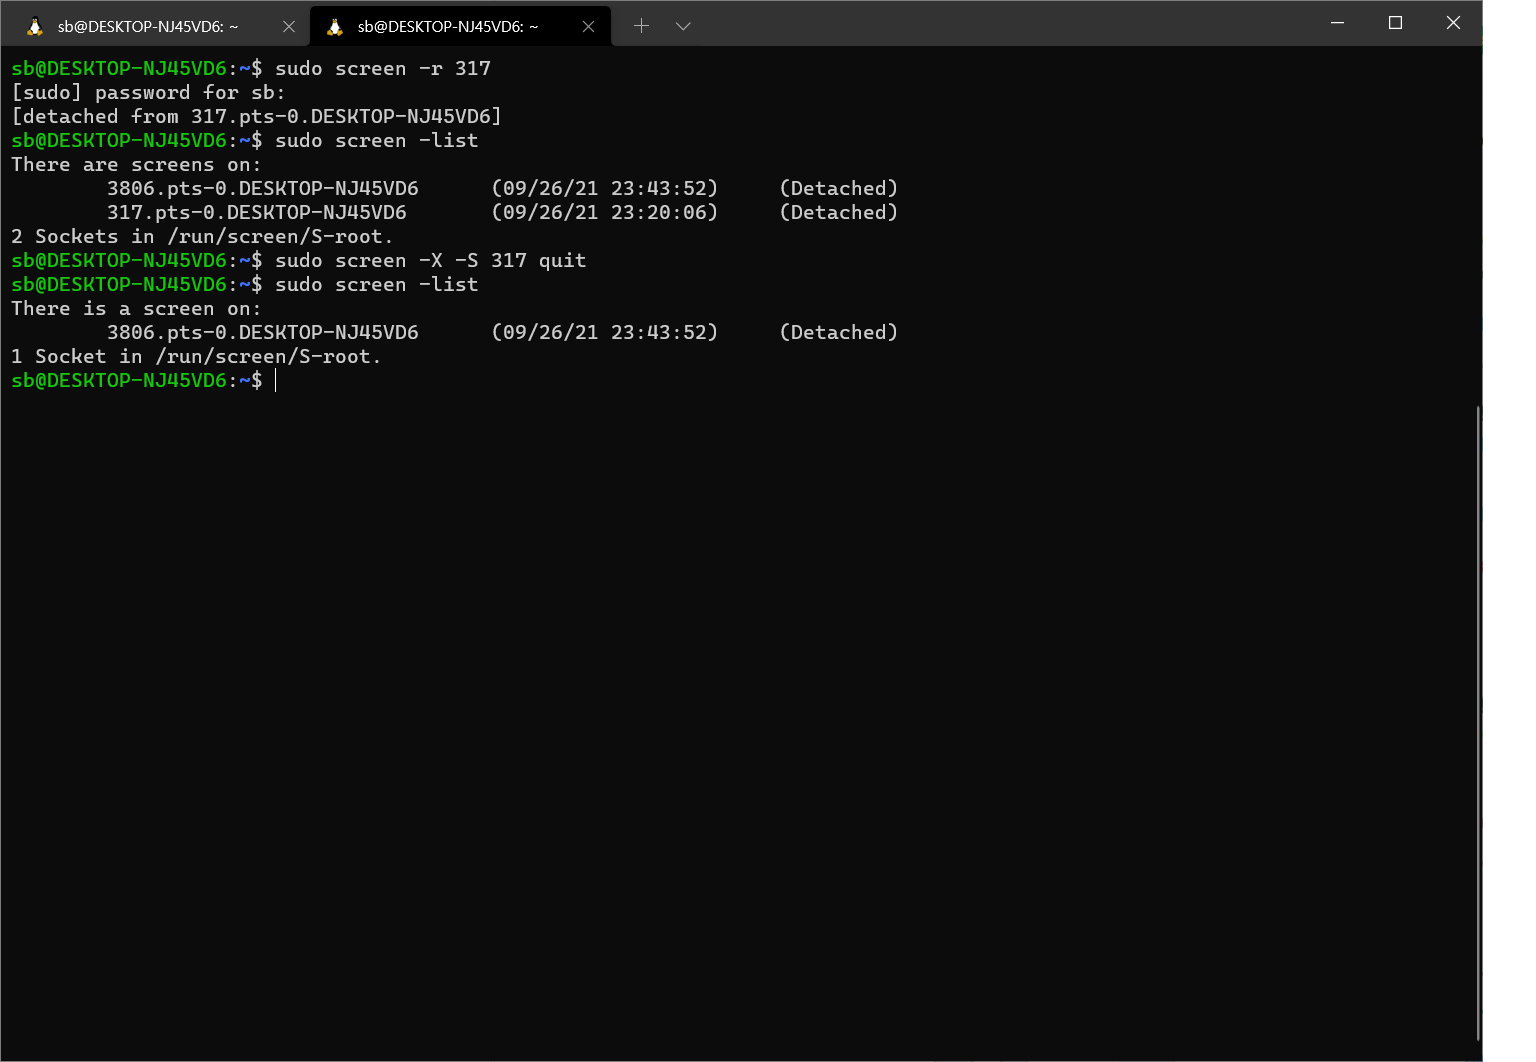 sb@DESKTOP-NJ45VD6: ~
sb@DESKTOP-NJ45VD6: ~
sb@DESKTOP-NJ45VD6:~$ sudo screen -r 317
[sudo] password for sb:
[detached from 317.pts-0.DESKTOP-NJ45VD6]
sb@DESKTOP-NJ45VD6:~$ sudo screen -list
There are screens on:
        3806.pts-0.DESKTOP-NJ45VD6      (09/26/21 23:43:52)     (Detached)
        317.pts-0.DESKTOP-NJ45VD6       (09/26/21 23:20:06)     (Detached)
2 Sockets in /run/screen/S-root.
sb@DESKTOP-NJ45VD6:~$ sudo screen -X -S 317 quit
sb@DESKTOP-NJ45VD6:~$ sudo screen -list
There is a screen on:
        3806.pts-0.DESKTOP-NJ45VD6      (09/26/21 23:43:52)     (Detached)
1 Socket in /run/screen/S-root.
sb@DESKTOP-NJ45VD6:~$